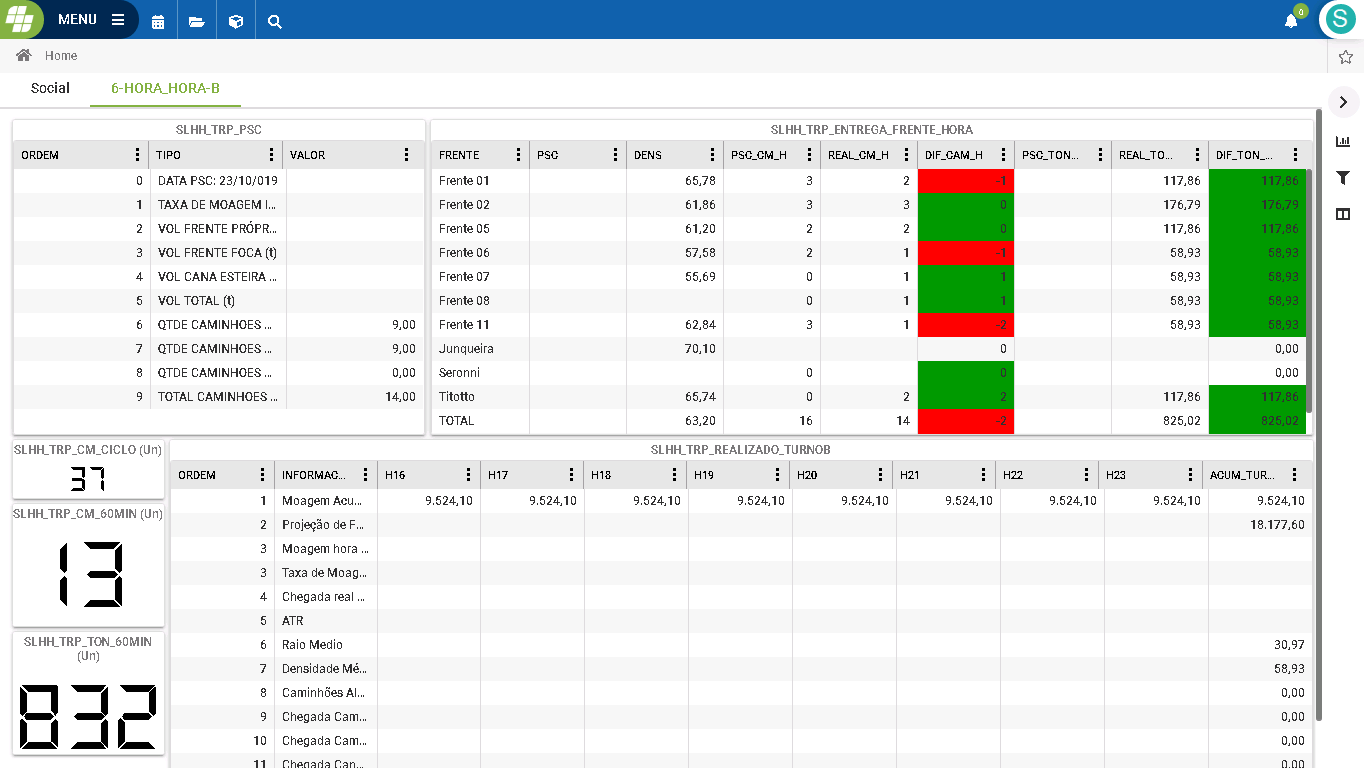 MENU
0
S
Home
Social 6-HORA_HORA-B
SLHH_TRP_PSC
ORDEM TIPO VALOR
0 DATA PSC: 23/10/019
1 TAXA DE MOAGEM I...
2 VOL FRENTE PRÓPR...
3 VOL FRENTE FOCA (t)
4 VOL CANA ESTEIRA ...
5 VOL TOTAL (t)
6 QTDE CAMINHOES ... 9,00
7 QTDE CAMINHOES ... 9,00
8 QTDE CAMINHOES ... 0,00
9 TOTAL CAMINHOES ... 14,00
SLHH_TRP_ENTREGA_FRENTE_HORA
FRENTE PSC DENS PSC_CM_H REAL_CM_H DIF_CAM_H PSC_TON... REAL_TO... DIF_TON_...
Frente 01 65,78 3 2 -1 117,86 117,86
Frente 02 61,86 3 3 0 176,79 176,79
Frente 05 61,20 2 2 0 117,86 117,86
Frente 06 57,58 2 1 -1 58,93 58,93
Frente 07 55,69 0 1 1 58,93 58,93
Frente 08 0 1 1 58,93 58,93
Frente 11 62,84 3 1 -2 58,93 58,93
Junqueira 70,10 0 0,00
Seronni 0 0 0,00
Titotto 65,74 0 2 2 117,86 117,86
TOTAL 63,20 16 14 -2 825,02 825,02
SLHH_TRP_CM_CICLO (Un)
37
SLHH_TRP_CM_60MIN (Un)
13
SLHH_TRP_TON_60MIN
(Un)
832
SLHH_TRP_REALIZADO_TURNOB
ORDEM INFORMAC... H16 H17 H18 H19 H20 H21 H22 H23 ACUM_TUR...
1 Moagem Acu... 9.524,10 9.524,10 9.524,10 9.524,10 9.524,10 9.524,10 9.524,10 9.524,10 9.524,10
2 Projeção de F... 18.177,60
3 Moagem hora ...
3 Taxa de Moag...
4 Chegada real ...
5 ATR
6 Raio Medio 30,97
7 Densidade Mé... 58,93
8 Caminhões Al... 0,00
9 Chegada Cam... 0,00
10 Chegada Cam... 0,00
11 Chegada Can... 0,00